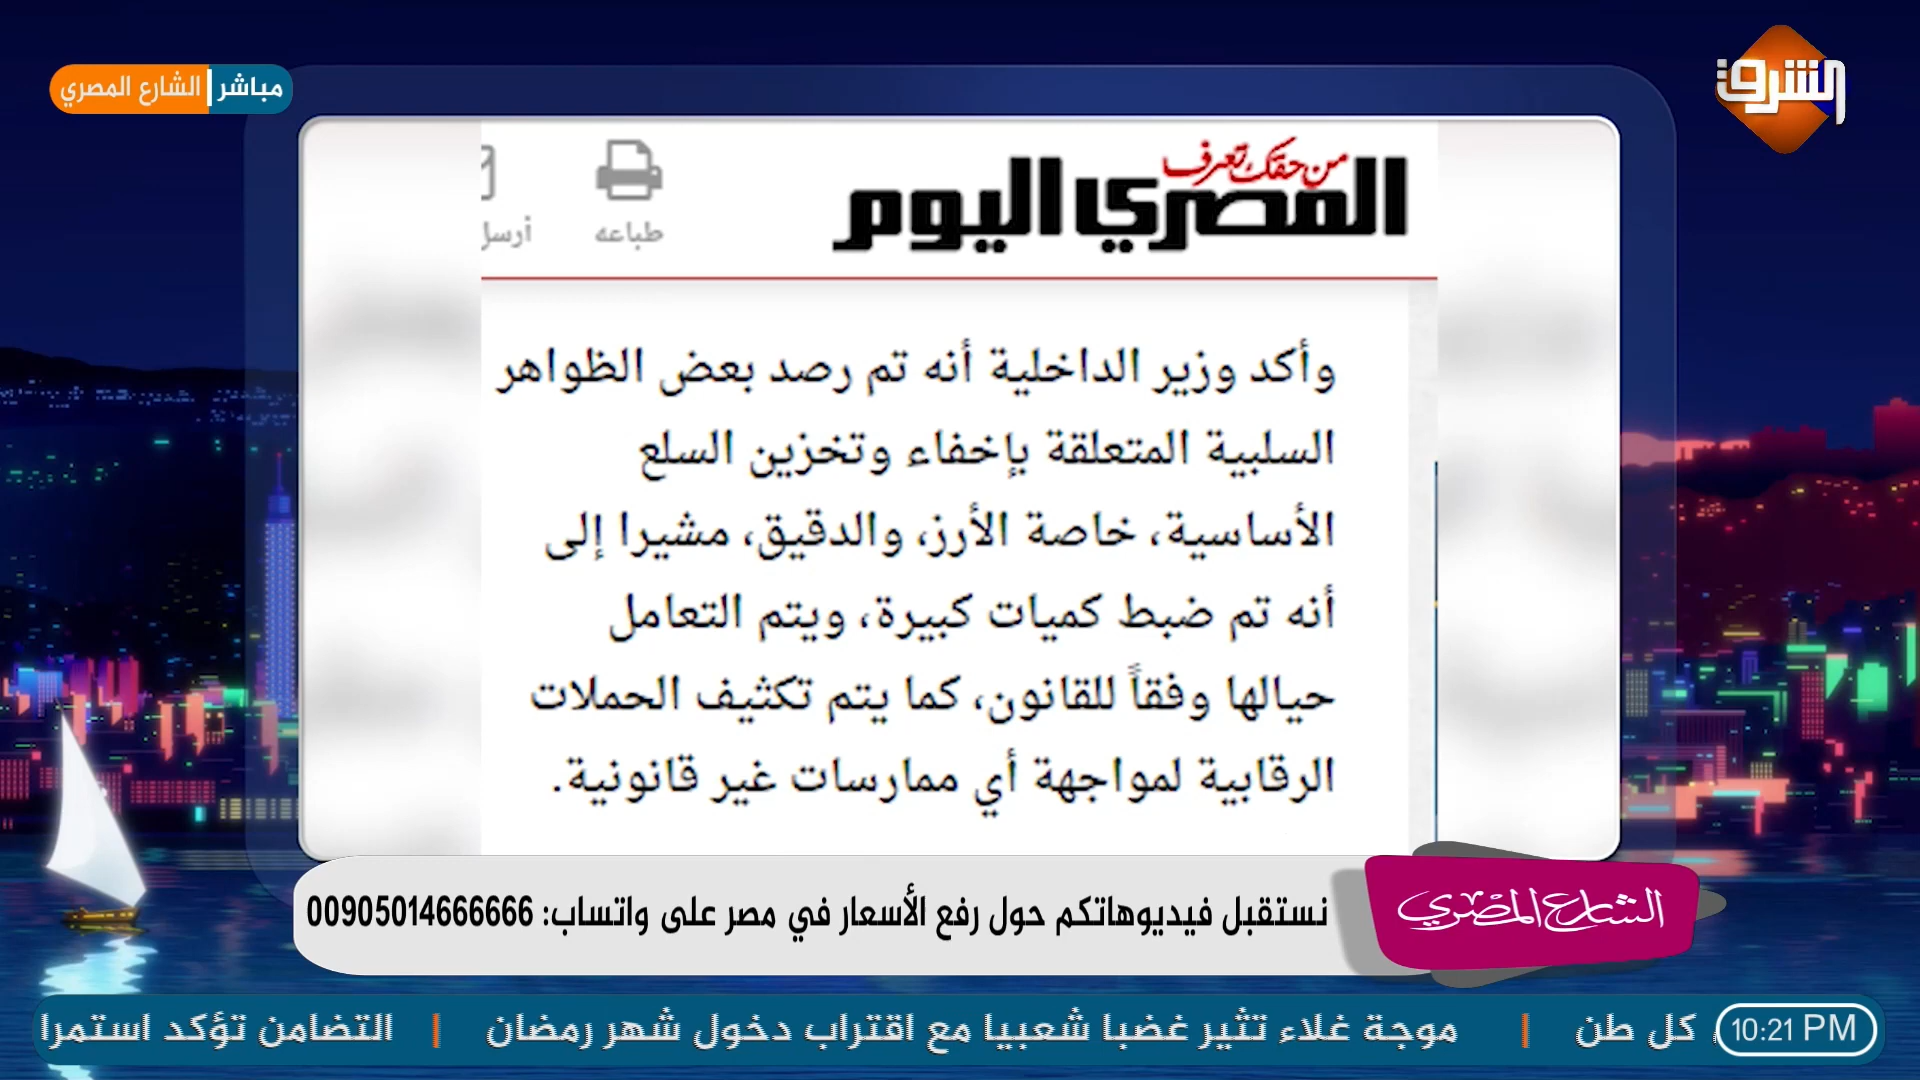 الشرق
مباشر الشارع المصري
من حقك تعرف
المصري اليوم
طباعه
أرسل
وأكد وزير الداخلية أنه تم رصد بعض الظواهر
السلبية المتعلقة بإخفاء وتخزين السلع
الأساسية، خاصة الأرز، والدقيق، مشيرا إلى
أنه تم ضبط كميات كبيرة، ويتم التعامل
حيالها وفقاً للقانون، كما يتم تكثيف الحملات
الرقابية لمواجهة أي ممارسات غير قانونية.
الشارع المصري
نستقبل فيديوهاتكم حول رفع الأسعار في مصر على واتساب: 00905014666666
10:21 PM
كل طن | موجة غلاء تثير غضبا شعبيا مع اقتراب دخول شهر رمضان | التضامن تؤكد استمرا